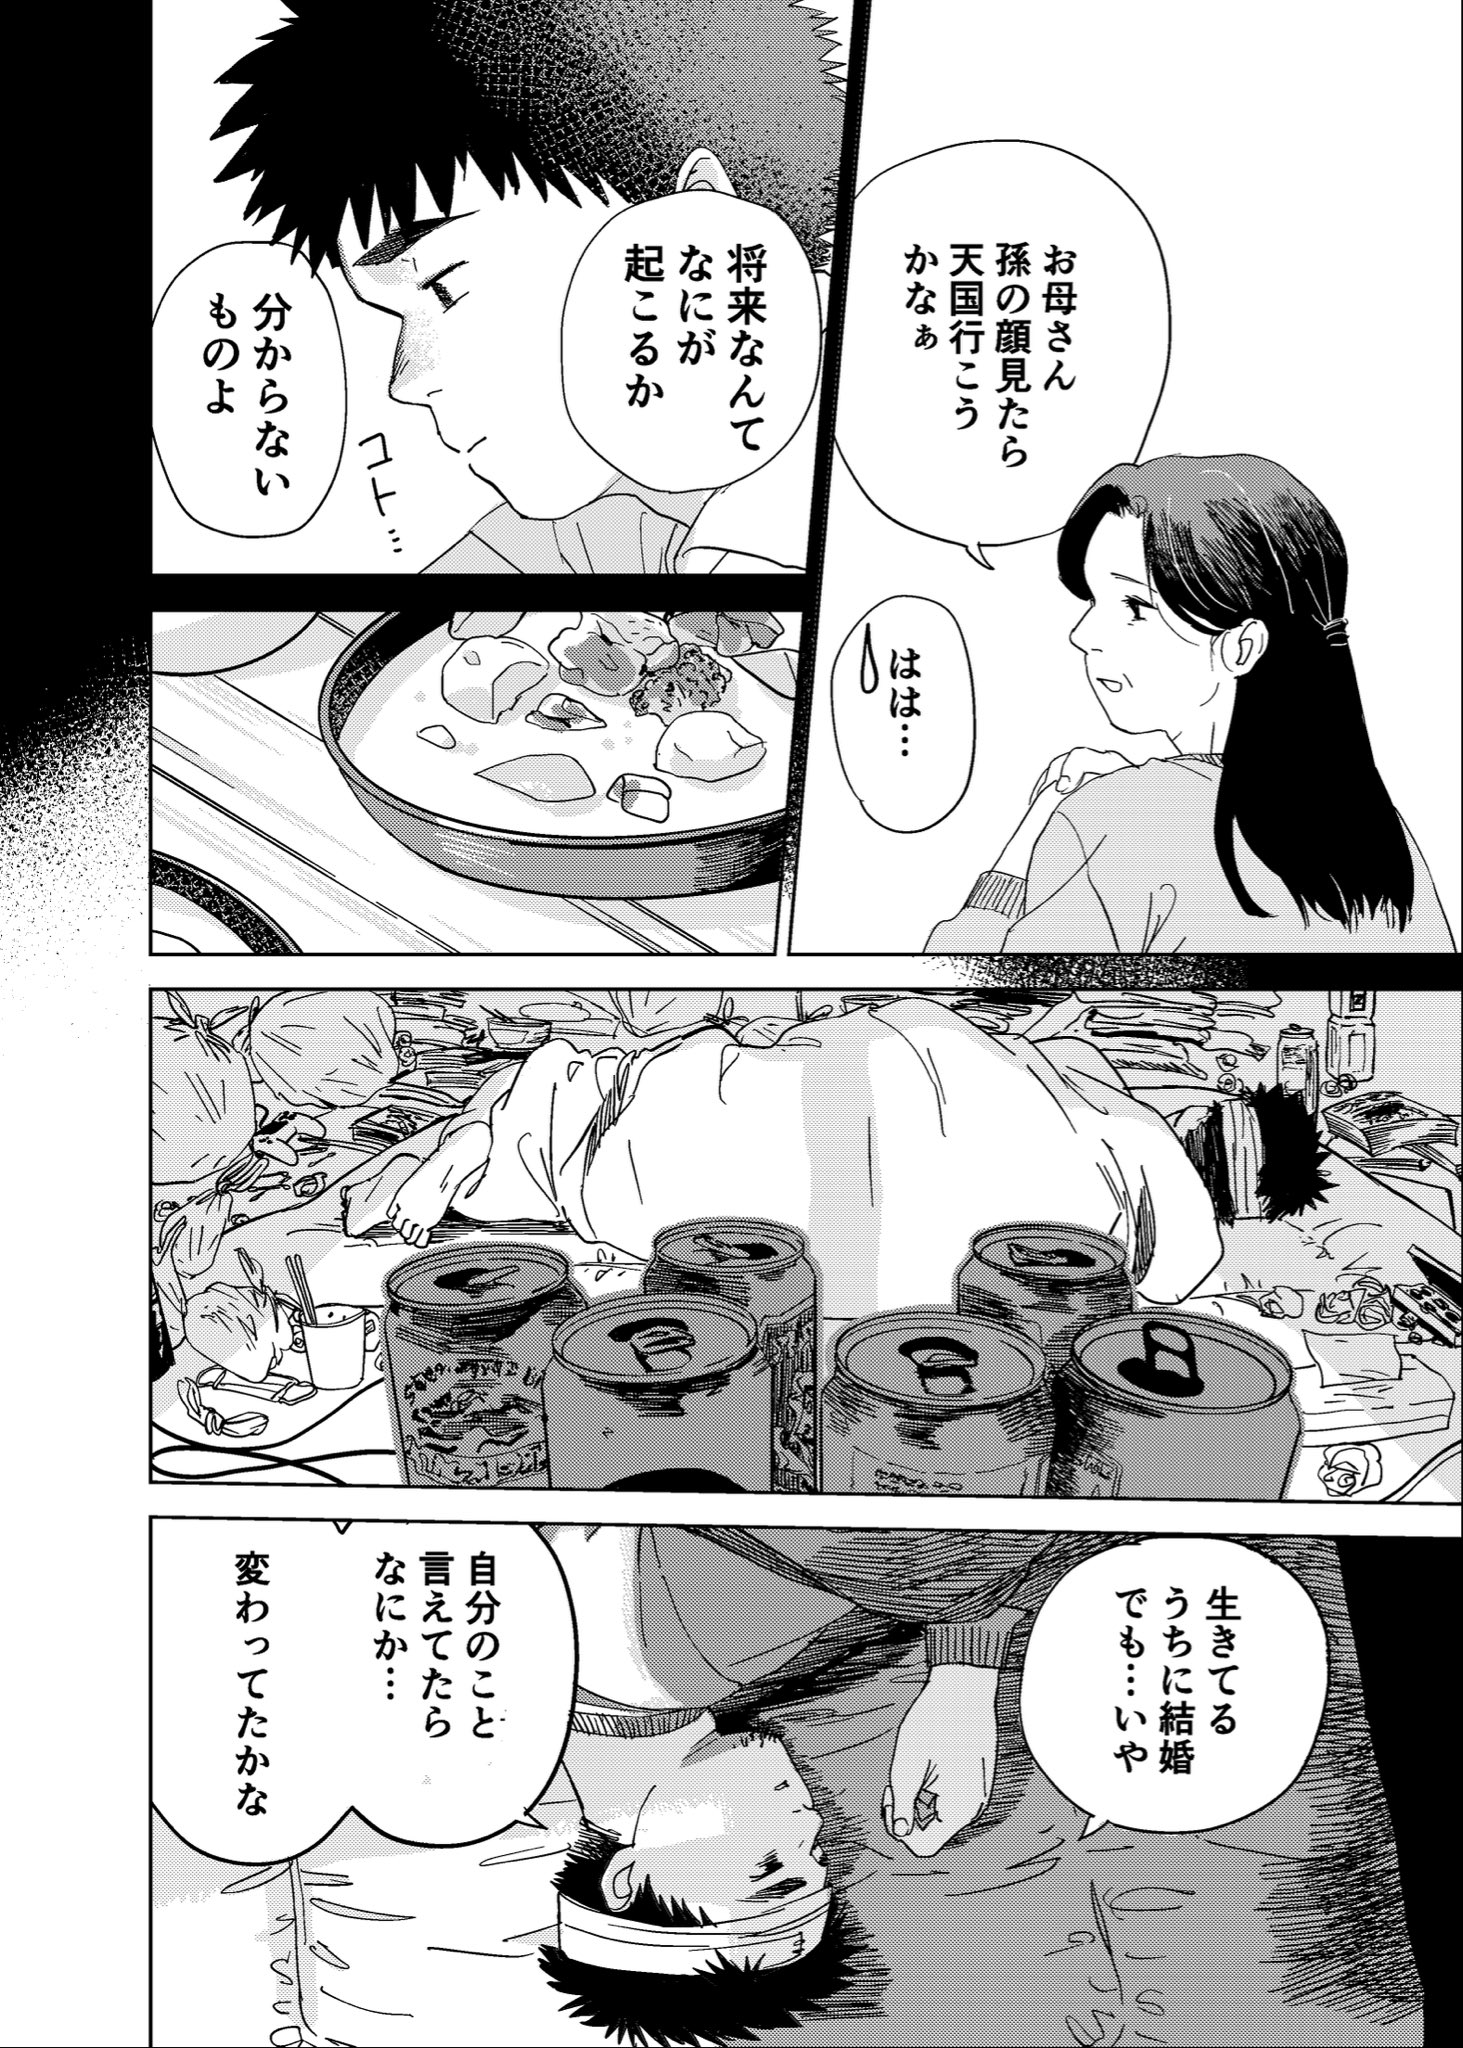 お母さん
孫の顔見たら
天国行こう
かなぁ
はは…
将来なんて
なにが
起こるか
分からない
ものよ
コト…
生きてる
うちに結婚
でも…いや
自分のこと
言えてたら
なにか…
変わってたかな